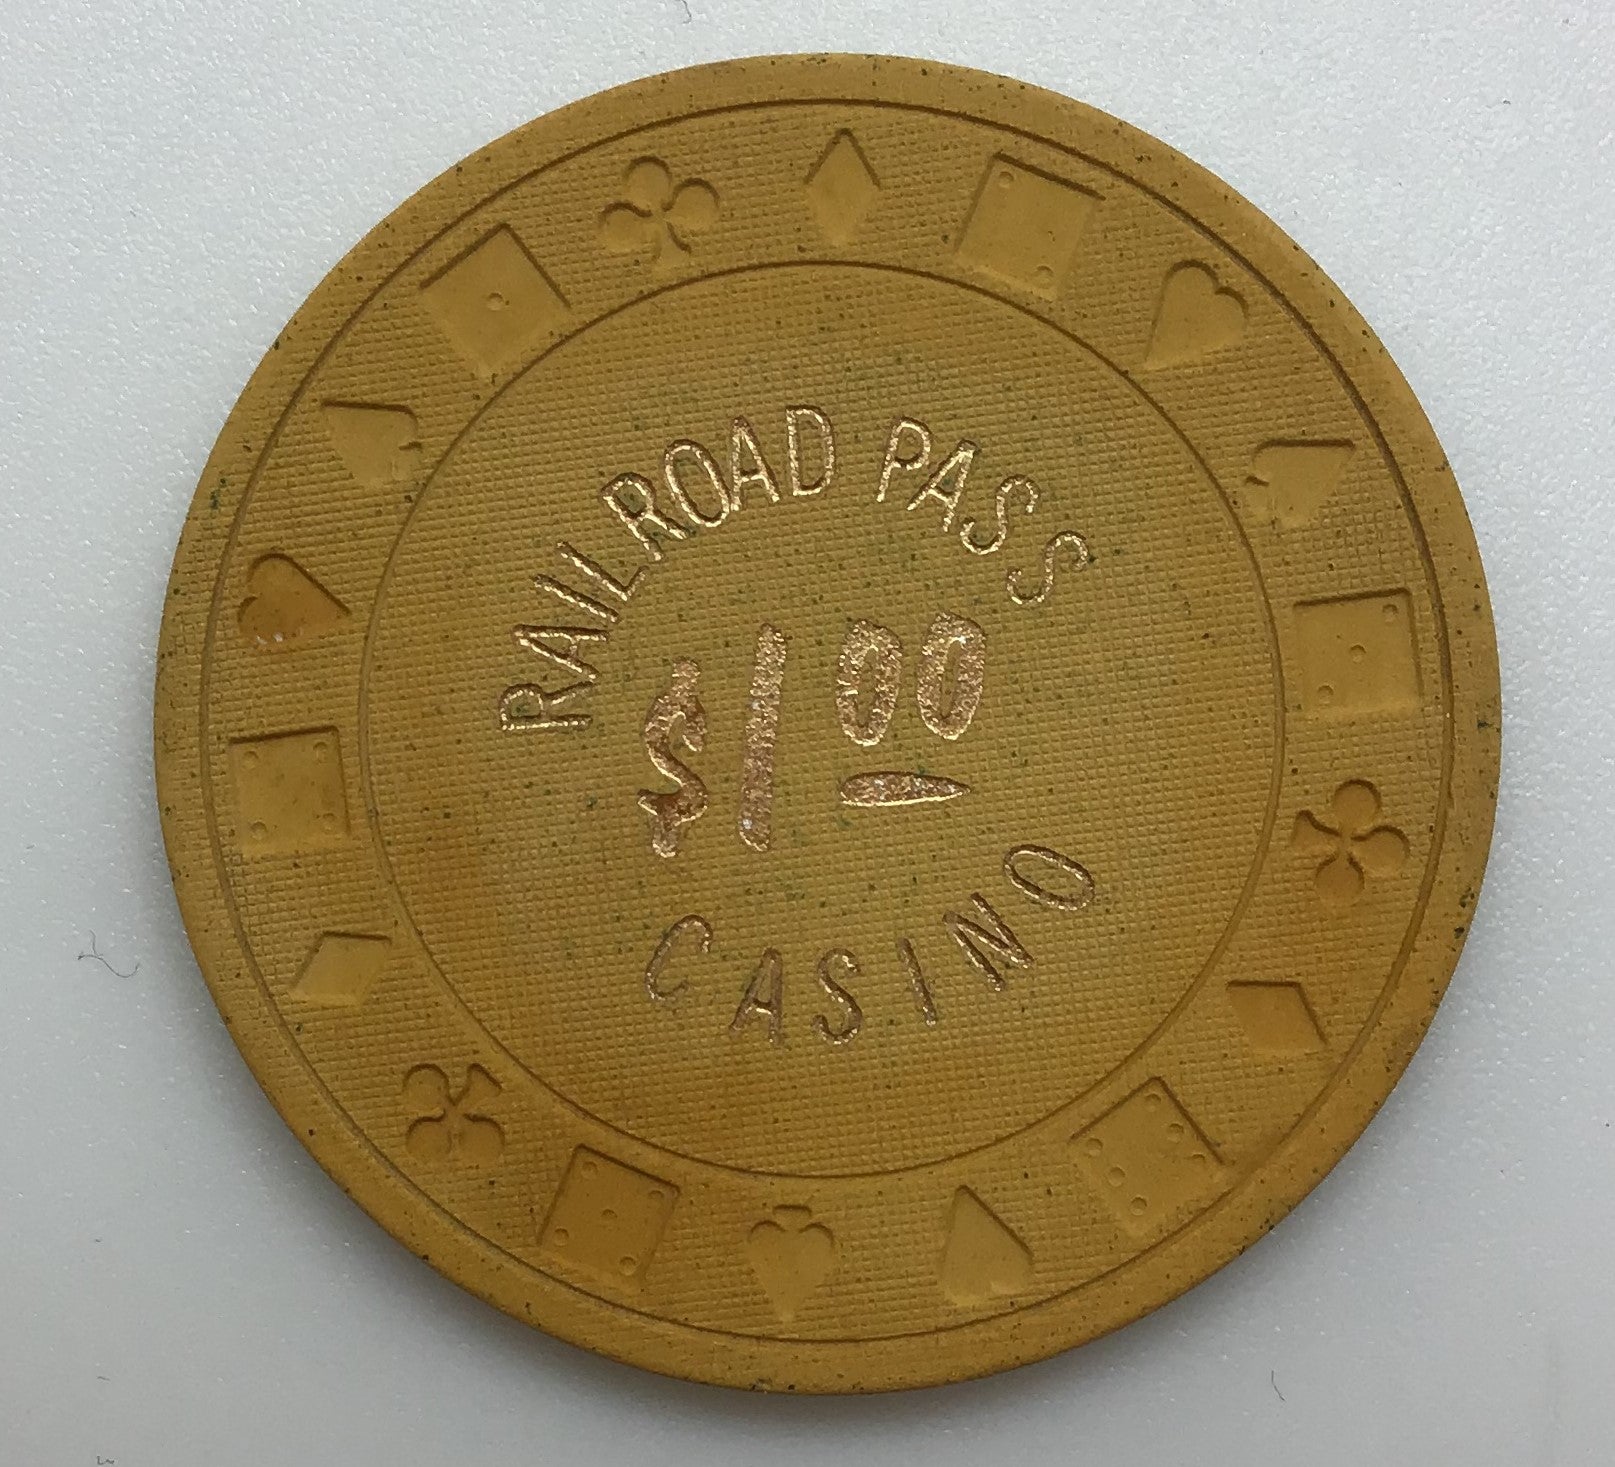 RAILROAD PASS
$1.00
CASINO